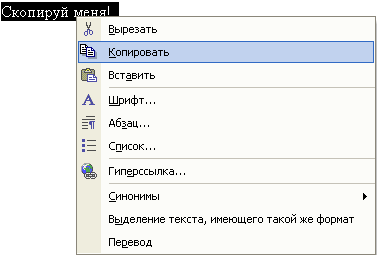 Скопируй меня!
Вырезать
Копировать
Вставить
Шрифт...
Абзац...
Список...
Гиперссылка...
Синонимы
Выделение текста, имеющего такой же формат
Перевод